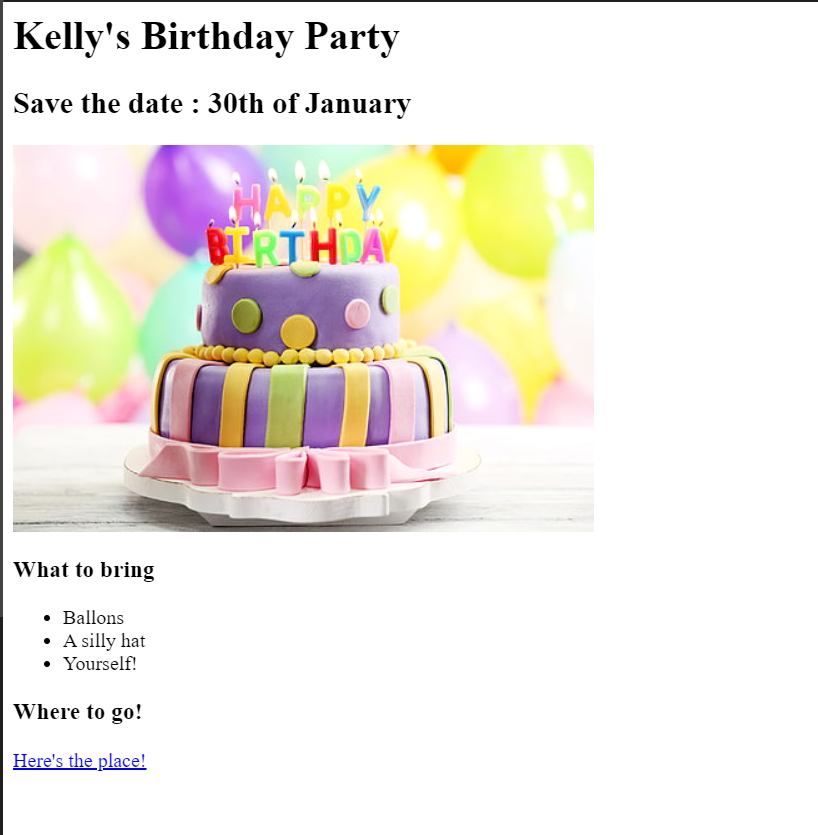 Kelly's Birthday Party
Save the date : 30th of January
HAPPY
BIRTHDAY
What to bring
Ballons
A silly hat
Yourself!
Where to go!
Here's the place!